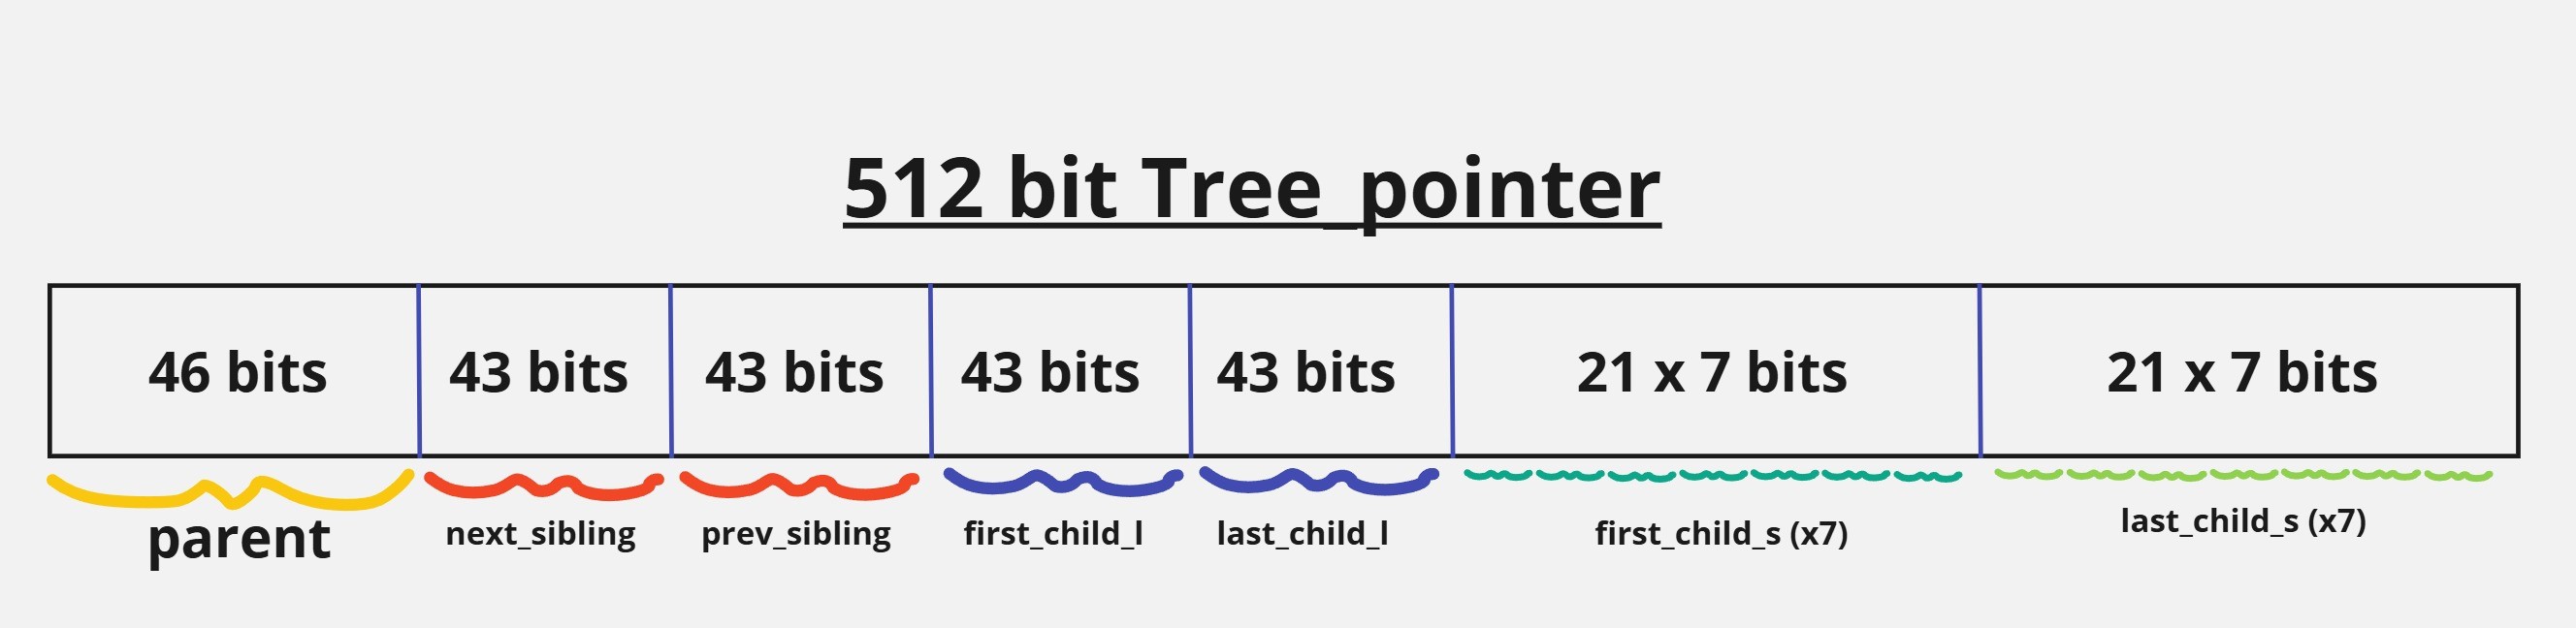 512 bit Tree_pointer
46 bits
43 bits
43 bits
43 bits
43 bits
21 x 7 bits
21 x 7 bits
parent
next_sibling
prev_sibling
first_child_l
last_child_l
first_child_s (x7)
last_child_s (x7)